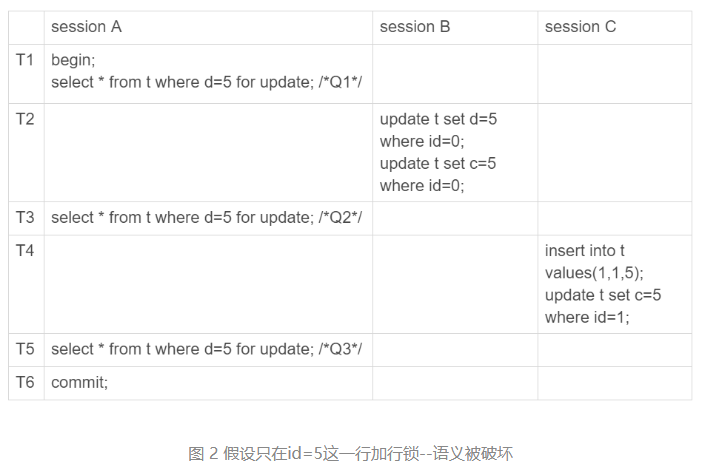 session A session B session C
T1 begin;
select * from t where d=5 for update; /*Q1*/
T2 update t set d=5
where id=0;
update t set c=5
where id=0;
T3 select * from t where d=5 for update; /*Q2*/
T4 insert into t
values(1,1,5);
update t set c=5
where id=1;
T5 select * from t where d=5 for update; /*Q3*/
T6 commit;
图 2 假设只在id=5这一行加行锁--语义被破坏